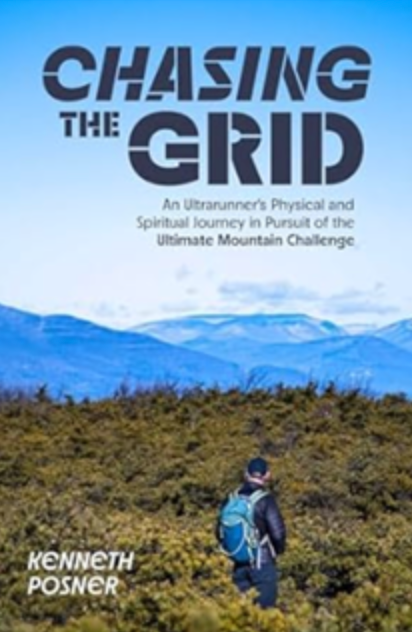 CHASING
THE GRID
An Ultrarunner's Physical and
Spiritual Journey in Pursuit of the
Ultimate Mountain Challenge
KENNETH
POSNER